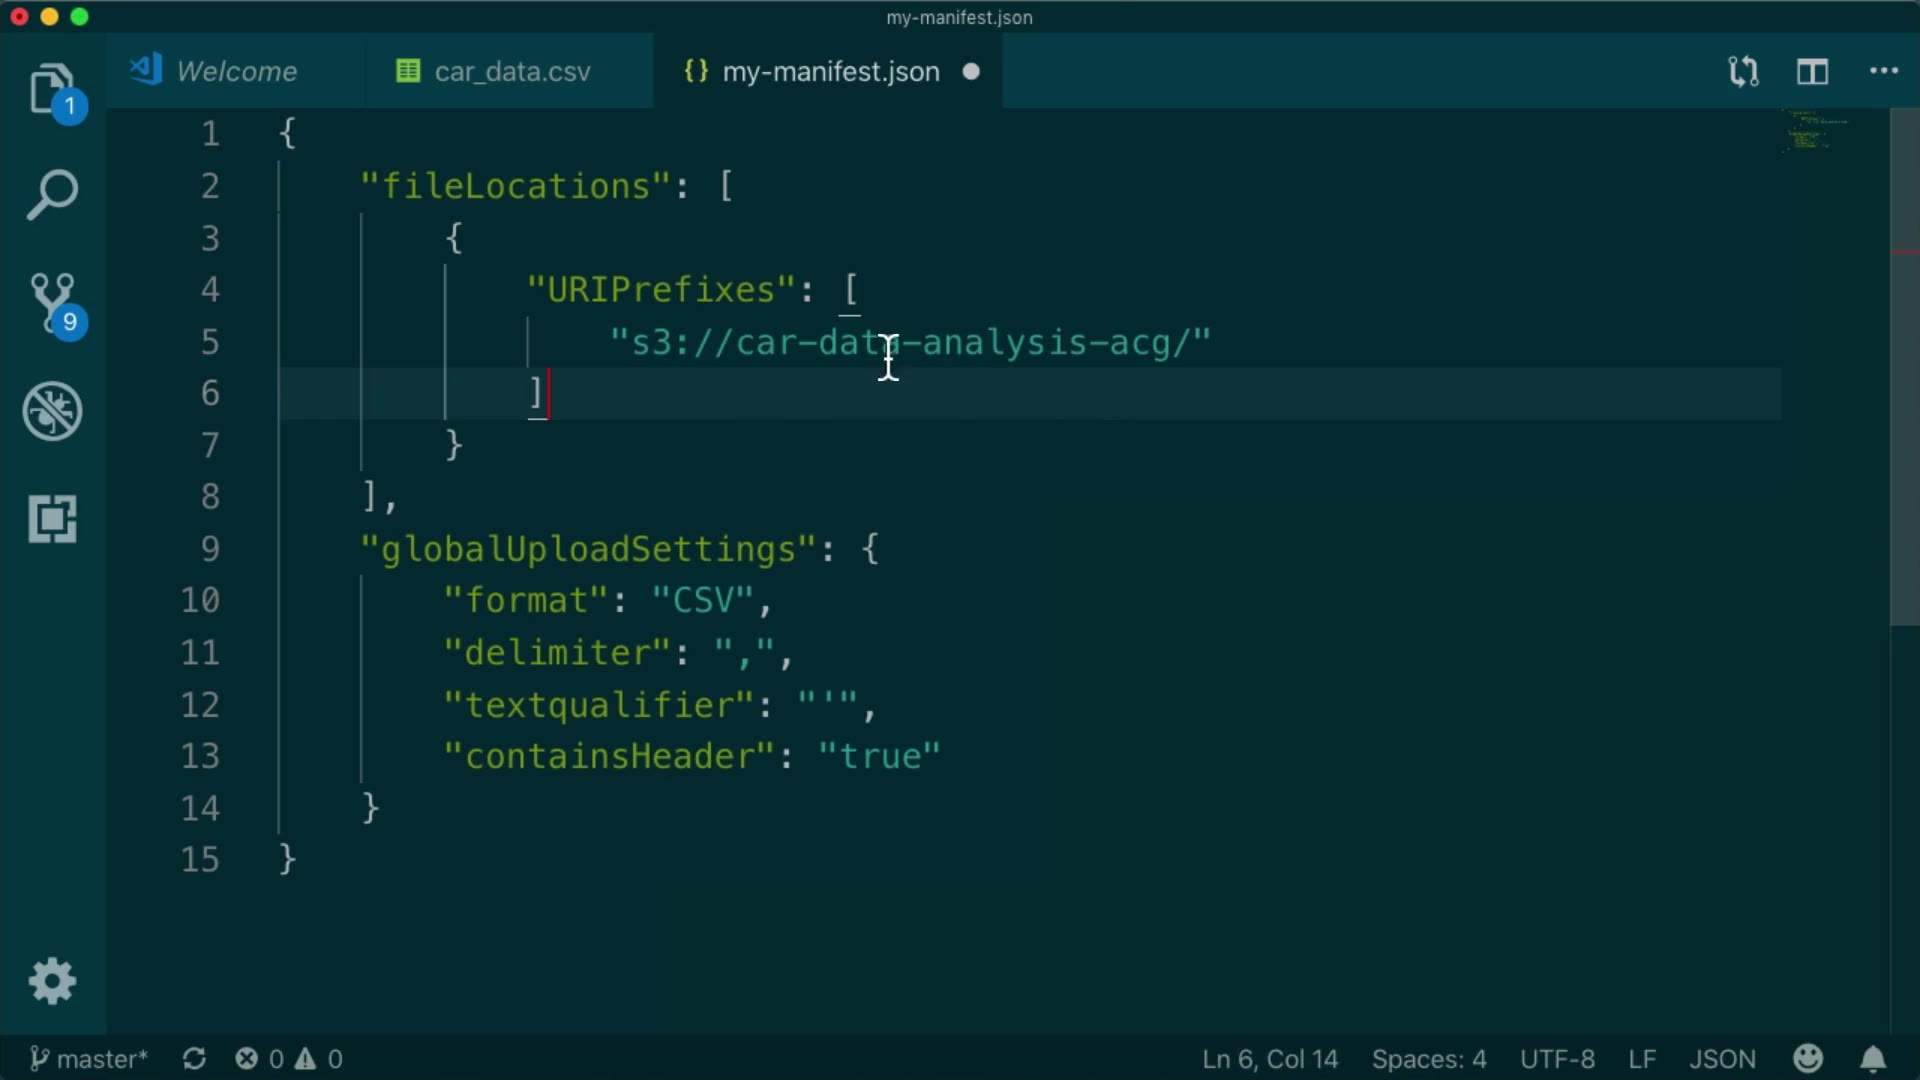 my-manifest.json
Welcome
car_data.csv
{} my-manifest.json
1
9
1 {
2 "fileLocations": [
3 {
4 "URIPrefixes": [
5 "s3://car-data-analysis-acg/"
6 ]
7 }
8 ],
9 "globalUploadSettings": {
10 "format": "CSV",
11 "delimiter": ",",
12 "textqualifier": "'",
13 "containsHeader": "true"
14 }
15 }
master* 0 0 Ln 6, Col 14 Spaces: 4 UTF-8 LF JSON